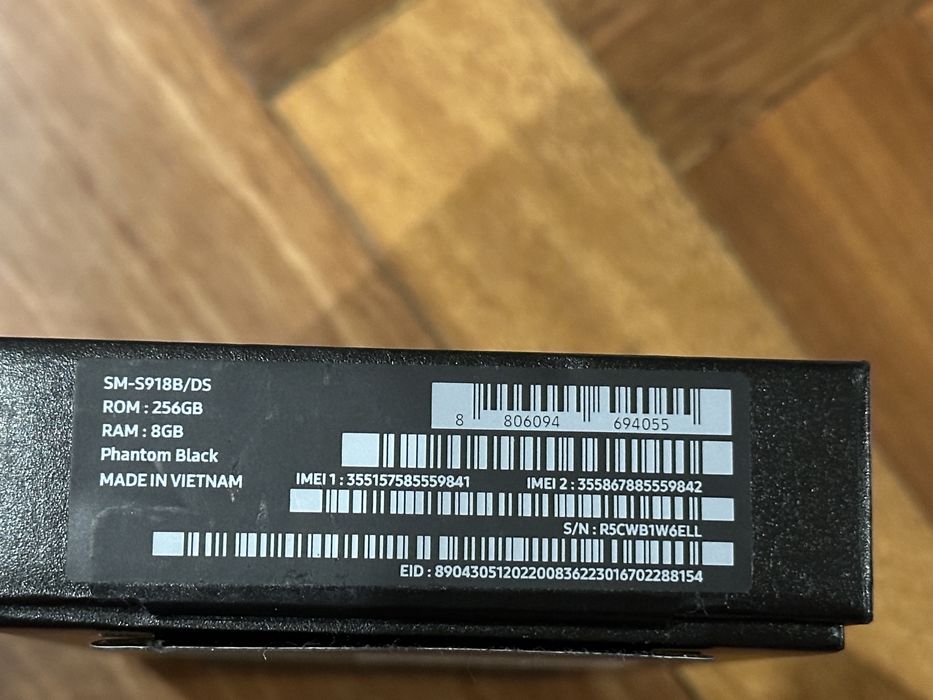 SM-S918B/DS
ROM : 256GB
RAM : 8GB
Phantom Black
MADE IN VIETNAM
8 806094 694055
IMEI 1 : 355157585559841 IMEI 2 : 355867885559842
S/N : R5CWB1W6ELL
EID : 89043051202200836223016702288154